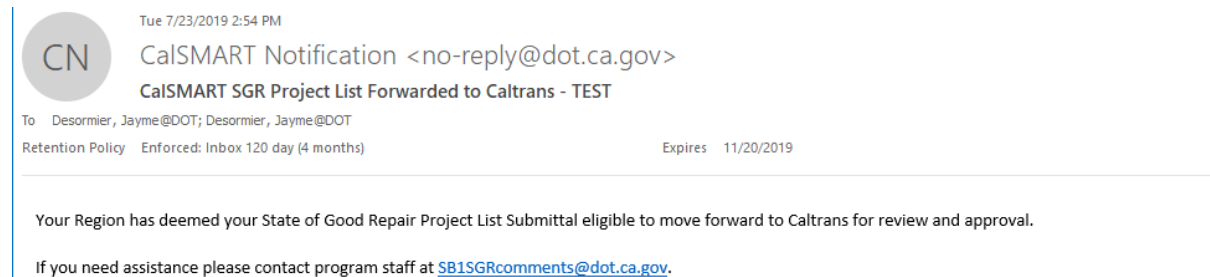 Tue 7/23/2019 2:54 PM
CN
CalSMART Notification <no-reply@dot.ca.gov>
CalSMART SGR Project List Forwarded to Caltrans - TEST
To Desormier, Jayme@DOT; Desormier, Jayme@DOT
Retention Policy Enforced: Inbox 120 day (4 months) Expires 11/20/2019
Your Region has deemed your State of Good Repair Project List Submittal eligible to move forward to Caltrans for review and approval.
If you need assistance please contact program staff at SB1SGRcomments@dot.ca.gov.